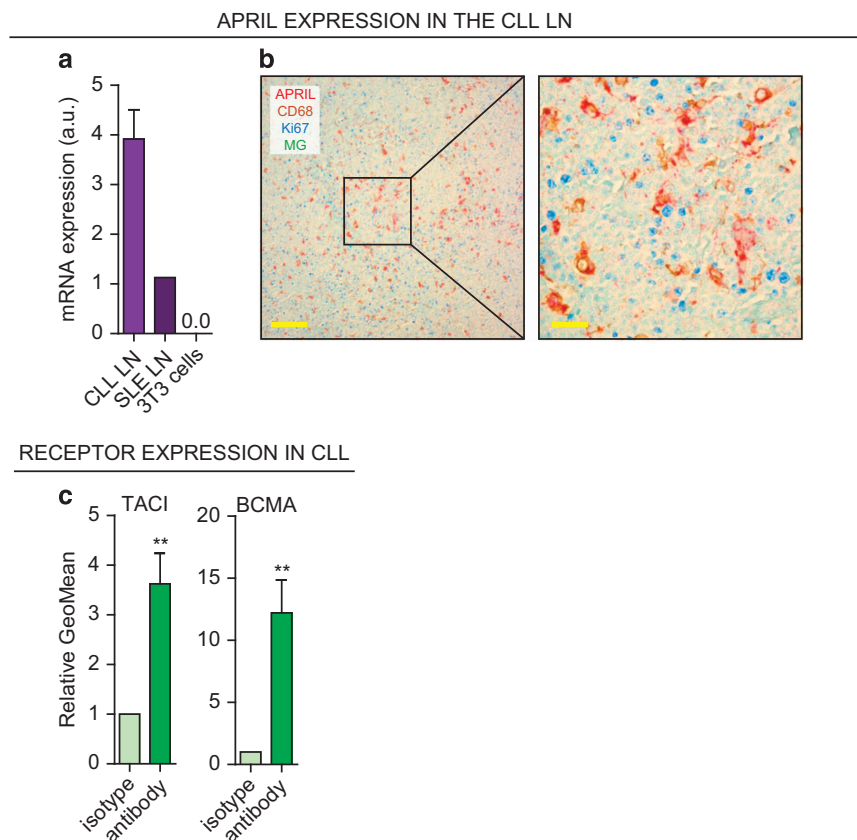 APRIL EXPRESSION IN THE CLL LN
a
5
4
3
2
1
0
mRNA expression (a.u.)
0.0
CLL LN
SLE LN
3T3 cells
b
APRIL
CD68
Ki67
MG
RECEPTOR EXPRESSION IN CLL
c
TACI
5
4
3
2
1
0
Relative GeoMean
**
isotype
antibody
BCMA
20
15
10
5
0
**
isotype
antibody